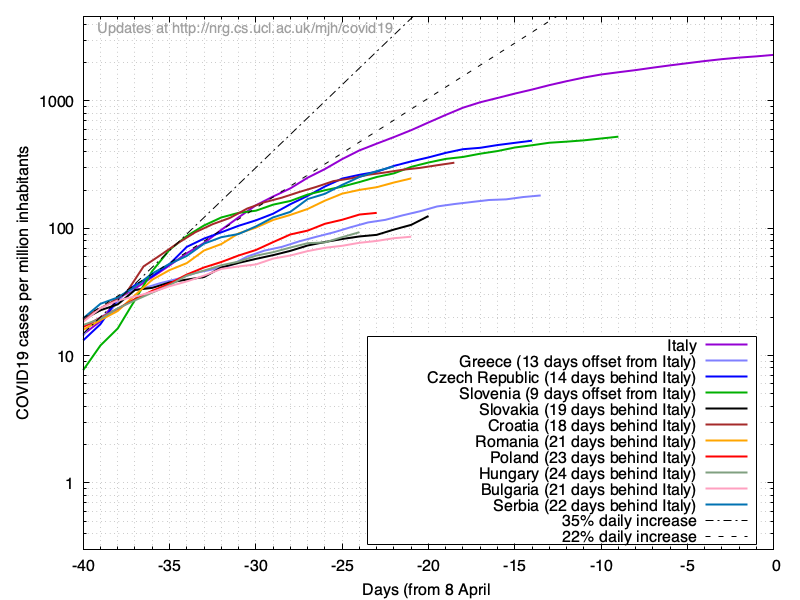 Updates at http://nrg.cs.ucl.ac.uk/mjh/covid19
COVID19 cases per million inhabitants
1000
100
10
1
Italy
Greece (13 days offset from Italy)
Czech Republic (14 days behind Italy)
Slovenia (9 days offset from Italy)
Slovakia (19 days behind Italy)
Croatia (18 days behind Italy)
Romania (21 days behind Italy)
Poland (23 days behind Italy)
Hungary (24 days behind Italy)
Bulgaria (21 days behind Italy)
Serbia (22 days behind Italy)
35% daily increase
22% daily increase
-40 -35 -30 -25 -20 -15 -10 -5 0
Days (from 8 April